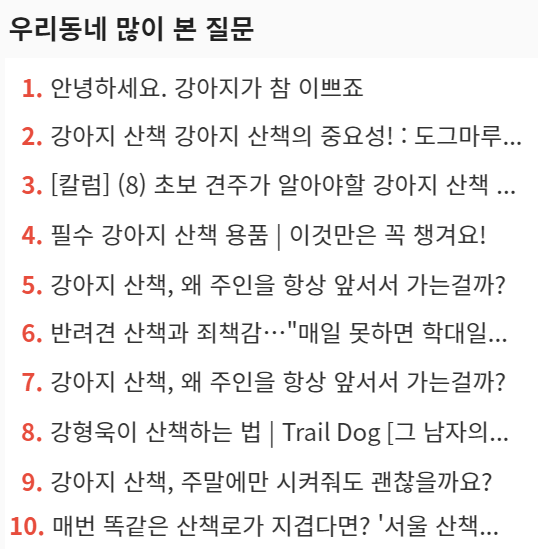 우리동네 많이 본 질문
1. 안녕하세요. 강아지가 참 이쁘죠
2. 강아지 산책 강아지 산책의 중요성! : 도그마루...
3. [칼럼] (8) 초보 견주가 알아야할 강아지 산책 ...
4. 필수 강아지 산책 용품 | 이것만은 꼭 챙겨요!
5. 강아지 산책, 왜 주인을 항상 앞서서 가는걸까?
6. 반려견 산책과 죄책감…"매일 못하면 학대일...
7. 강아지 산책, 왜 주인을 항상 앞서서 가는걸까?
8. 강형욱이 산책하는 법 | Trail Dog [그 남자의...
9. 강아지 산책, 주말에만 시켜줘도 괜찮을까요?
10. 매번 똑같은 산책로가 지겹다면? '서울 산책...